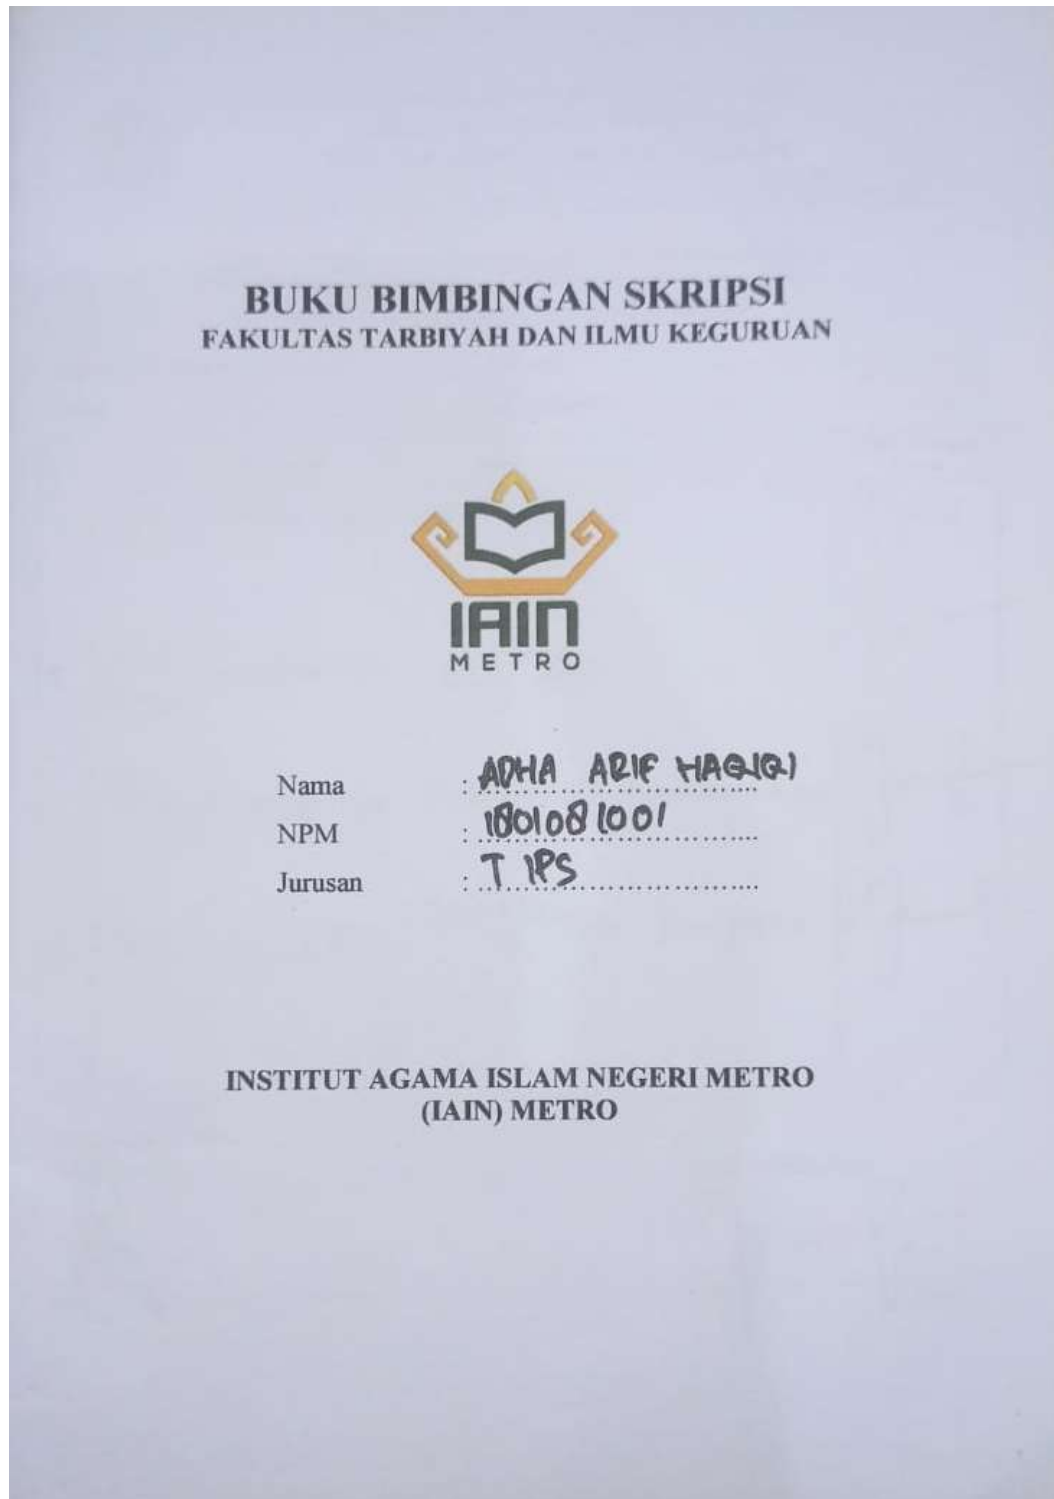 BUKU BIMBINGAN SKRIPSI
FAKULTAS TARBIYAH DAN ILMU KEGURUAN
IAIN
METRO
Nama : ADHA ARIF HAQIQI
NPM : 1801081001
Jurusan : T IPS
INSTITUT AGAMA ISLAM NEGERI METRO
(IAIN) METRO